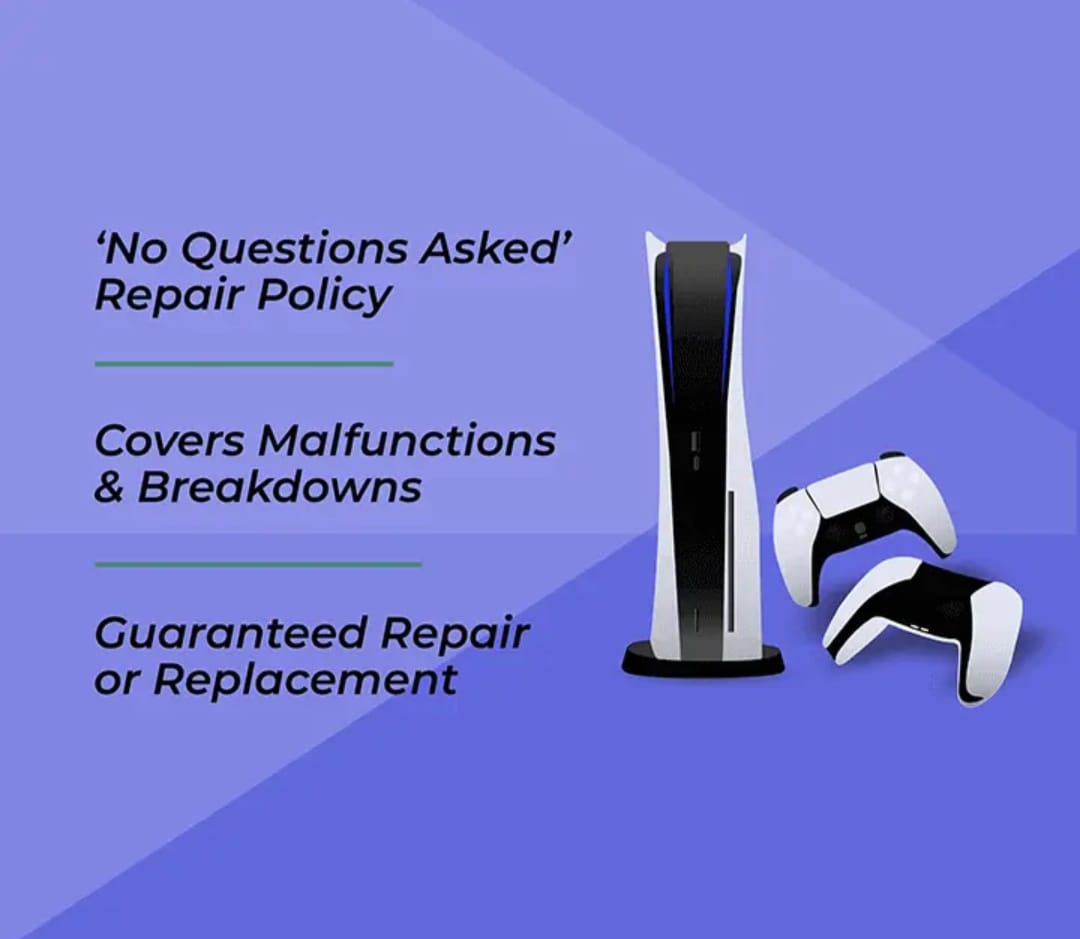 ‘No Questions Asked’
Repair Policy
Covers Malfunctions
& Breakdowns
Guaranteed Repair
or Replacement